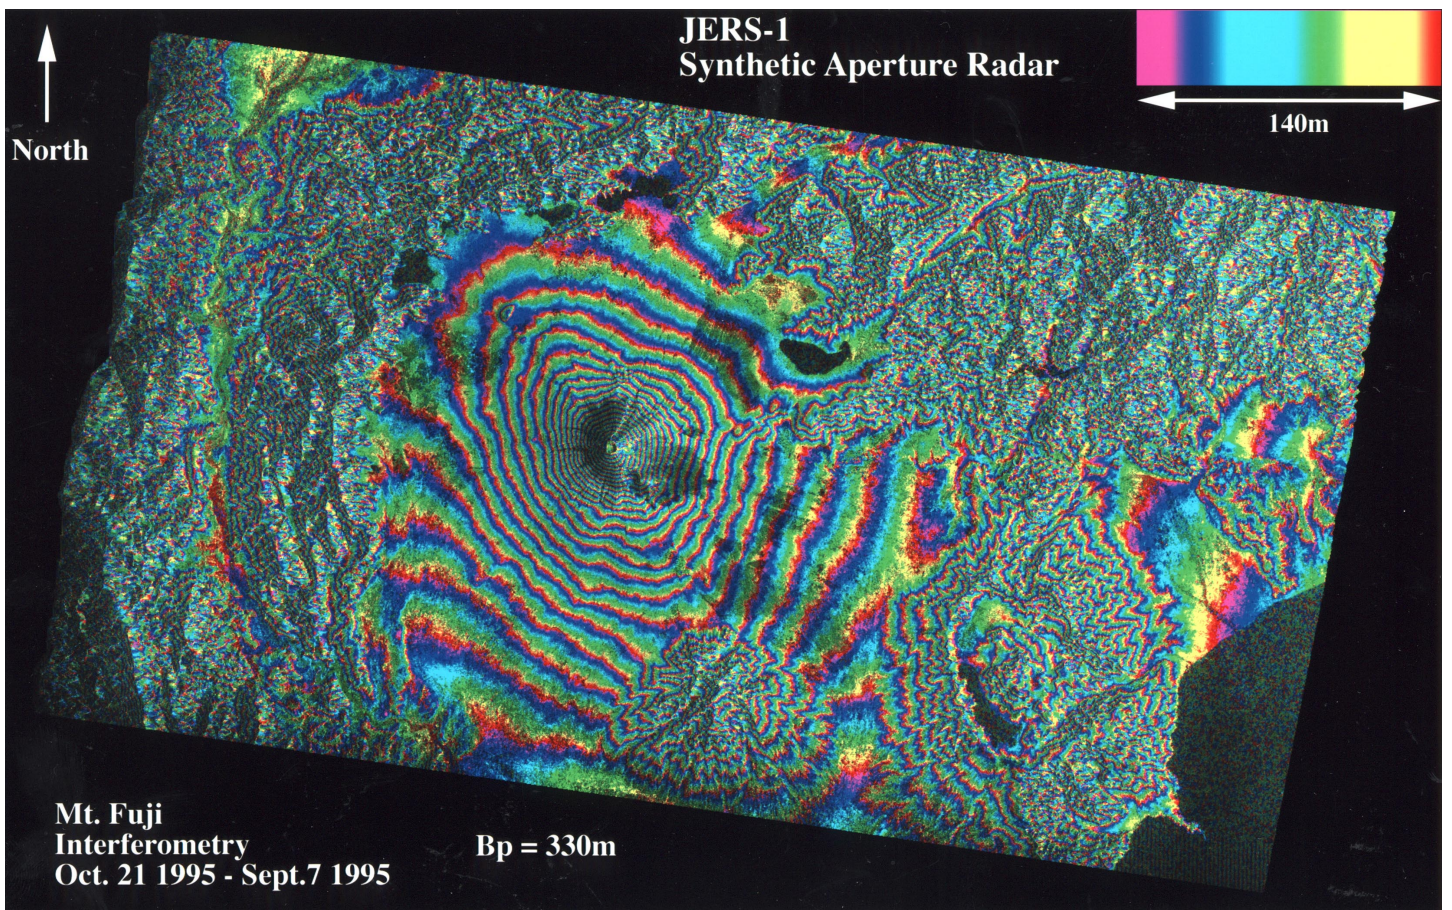 JERS-1
Synthetic Aperture Radar
140m
North
Mt. Fuji
Interferometry
Oct. 21 1995 - Sept.7 1995
Bp = 330m